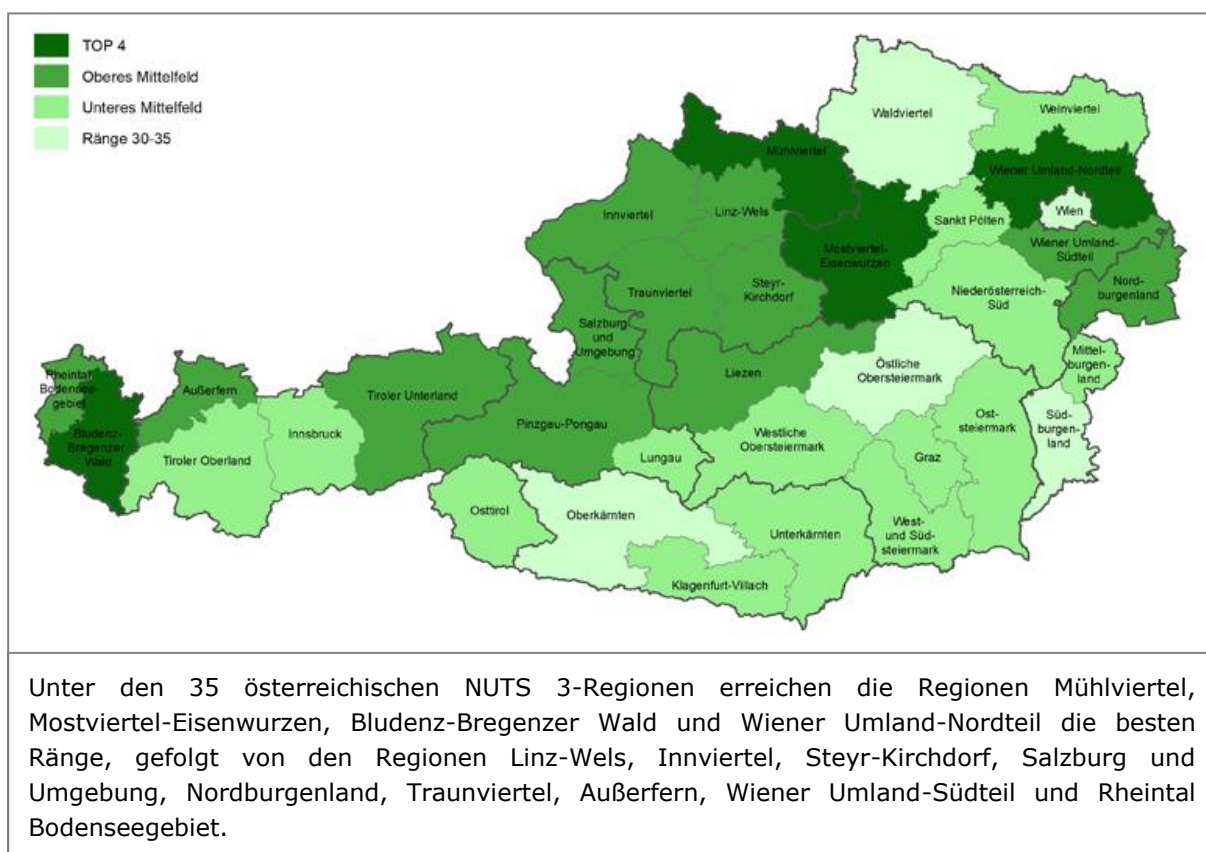 TOP 4
Oberes Mittelfeld
Unteres Mittelfeld
Ränge 30-35
Waldviertel
Weinviertel
Mühlviertel
Wiener Umland-Nordteil
Innviertel
Linz-Wels
Sankt Pölten
Wien
Mostviertel-
Eisenwurzen
Wiener Umland-
Südteil
Traunviertel
Steyr-
Kirchdorf
Niederösterreich-
Süd
Nord-
burgenland
Salzburg
und
Umgebung
Rheintal
Bodensee-
gebiet
Außerfern
Tiroler Unterland
Liezen
Östliche
Obersteiermark
Mittel-
burgen-
land
Bludenz-
Bregenzer
Wald
Tiroler Oberland
Innsbruck
Pinzgau-Pongau
Lungau
Westliche
Obersteiermark
Graz
Ost-
steiermark
Süd-
burgen-
land
Osttirol
Oberkärnten
Unterkärnten
West-
und Süd-
steiermark
Klagenfurt-Villach
Unter den 35 österreichischen NUTS 3-Regionen erreichen die Regionen Mühlviertel,
Mostviertel-Eisenwurzen, Bludenz-Bregenzer Wald und Wiener Umland-Nordteil die besten
Ränge, gefolgt von den Regionen Linz-Wels, Innviertel, Steyr-Kirchdorf, Salzburg und
Umgebung, Nordburgenland, Traunviertel, Außerfern, Wiener Umland-Südteil und Rheintal
Bodenseegebiet.